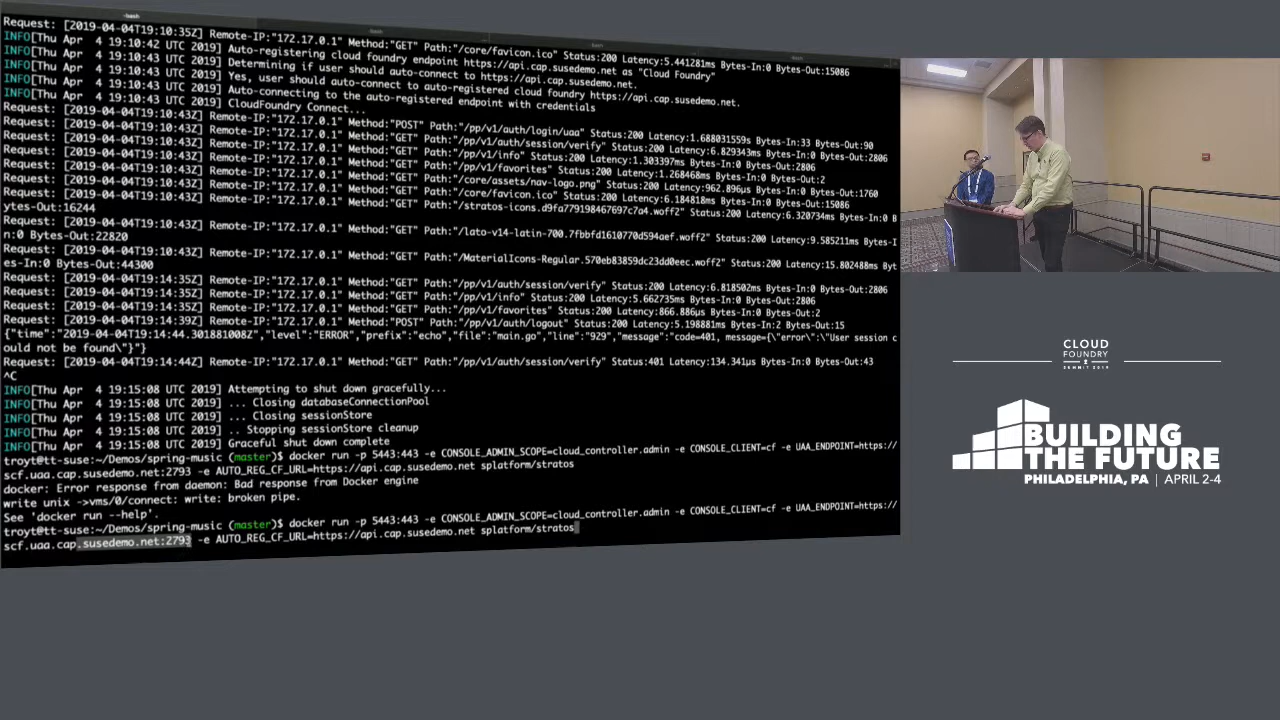 -bash
Request: [2019-04-04T19:10:35Z] Remote-IP:"172.17.0.1" Method:"GET" Path:"/core/favicon.ico" Status:200 Latency:5.441281ms Bytes-In:0 Bytes-Out:15086
INFO[Thu Apr 4 19:10:42 UTC 2019] Auto-registering cloud foundry endpoint https://api.cap.susedemo.net as "Cloud Foundry"
INFO[Thu Apr 4 19:10:43 UTC 2019] Determining if user should auto-connect to https://api.cap.susedemo.net.
INFO[Thu Apr 4 19:10:43 UTC 2019] Yes, user should auto-connect to auto-registered cloud foundry https://api.cap.susedemo.net.
INFO[Thu Apr 4 19:10:43 UTC 2019] Auto-connecting to the auto-registered endpoint with credentials
INFO[Thu Apr 4 19:10:43 UTC 2019] CloudFoundry Connect...
Request: [2019-04-04T19:10:43Z] Remote-IP:"172.17.0.1" Method:"POST" Path:"/pp/v1/auth/login/uaa" Status:200 Latency:1.688031559s Bytes-In:33 Bytes-Out:90
Request: [2019-04-04T19:10:43Z] Remote-IP:"172.17.0.1" Method:"GET" Path:"/pp/v1/auth/session/verify" Status:200 Latency:6.829343ms Bytes-In:0 Bytes-Out:2806
Request: [2019-04-04T19:10:43Z] Remote-IP:"172.17.0.1" Method:"GET" Path:"/pp/v1/info" Status:200 Latency:1.303397ms Bytes-In:0 Bytes-Out:2806
Request: [2019-04-04T19:10:43Z] Remote-IP:"172.17.0.1" Method:"GET" Path:"/pp/v1/favorites" Status:200 Latency:1.268468ms Bytes-In:0 Bytes-Out:2
Request: [2019-04-04T19:10:43Z] Remote-IP:"172.17.0.1" Method:"GET" Path:"/core/assets/nav-logo.png" Status:200 Latency:962.896µs Bytes-In:0 Bytes-Out:1760
Request: [2019-04-04T19:10:43Z] Remote-IP:"172.17.0.1" Method:"GET" Path:"/core/favicon.ico" Status:200 Latency:6.184818ms Bytes-In:0 Bytes-Out:15086
Request: [2019-04-04T19:10:43Z] Remote-IP:"172.17.0.1" Method:"GET" Path:"/stratos-icons.d9fa779198467697c7a4.woff2" Status:200 Latency:6.320734ms Bytes-In:0 B
ytes-Out:16244
Request: [2019-04-04T19:10:43Z] Remote-IP:"172.17.0.1" Method:"GET" Path:"/lato-v14-latin-700.7fbbfd1610770d594aef.woff2" Status:200 Latency:9.585211ms Bytes-I
n:0 Bytes-Out:22820
Request: [2019-04-04T19:10:43Z] Remote-IP:"172.17.0.1" Method:"GET" Path:"/MaterialIcons-Regular.570eb83859dc23dd0eec.woff2" Status:200 Latency:15.802488ms Byt
es-In:0 Bytes-Out:44300
Request: [2019-04-04T19:14:35Z] Remote-IP:"172.17.0.1" Method:"GET" Path:"/pp/v1/auth/session/verify" Status:200 Latency:6.818502ms Bytes-In:0 Bytes-Out:2806
Request: [2019-04-04T19:14:35Z] Remote-IP:"172.17.0.1" Method:"GET" Path:"/pp/v1/info" Status:200 Latency:5.662735ms Bytes-In:0 Bytes-Out:2806
Request: [2019-04-04T19:14:35Z] Remote-IP:"172.17.0.1" Method:"GET" Path:"/pp/v1/favorites" Status:200 Latency:866.886µs Bytes-In:0 Bytes-Out:2
Request: [2019-04-04T19:14:39Z] Remote-IP:"172.17.0.1" Method:"POST" Path:"/pp/v1/auth/logout" Status:200 Latency:5.198881ms Bytes-In:2 Bytes-Out:15
{"time":"2019-04-04T19:14:44.301881008Z","level":"ERROR","prefix":"echo","file":"main.go","line":"929","message":"code=401, message={\"error\":\"User session c
ould not be found\"}"}
Request: [2019-04-04T19:14:44Z] Remote-IP:"172.17.0.1" Method:"GET" Path:"/pp/v1/auth/session/verify" Status:401 Latency:134.341µs Bytes-In:0 Bytes-Out:43
^C
INFO[Thu Apr 4 19:15:08 UTC 2019] Attempting to shut down gracefully...
INFO[Thu Apr 4 19:15:08 UTC 2019] ... Closing databaseConnectionPool
INFO[Thu Apr 4 19:15:08 UTC 2019] ... Closing sessionStore
INFO[Thu Apr 4 19:15:08 UTC 2019] .. Stopping sessionStore cleanup
INFO[Thu Apr 4 19:15:08 UTC 2019] Graceful shut down complete
troyt@tt-suse:~/Demos/spring-music (master)$ docker run -p 5443:443 -e CONSOLE_ADMIN_SCOPE=cloud_controller.admin -e CONSOLE_CLIENT=cf -e UAA_ENDPOINT=https://
scf.uaa.cap.susedemo.net:2793 -e AUTO_REG_CF_URL=https://api.cap.susedemo.net splatform/stratos
docker: Error response from daemon: Bad response from Docker engine
write unix ->vms/0/connect: write: broken pipe.
See 'docker run --help'.
troyt@tt-suse:~/Demos/spring-music (master)$ docker run -p 5443:443 -e CONSOLE_ADMIN_SCOPE=cloud_controller.admin -e CONSOLE_CLIENT=cf -e UAA_ENDPOINT=https://
scf.uaa.cap.susedemo.net:2793 -e AUTO_REG_CF_URL=https://api.cap.susedemo.net splatform/stratos
CLOUD
FOUNDRY
SUMMIT 2019
BUILDING
THE FUTURE
PHILADELPHIA, PA | APRIL 2-4